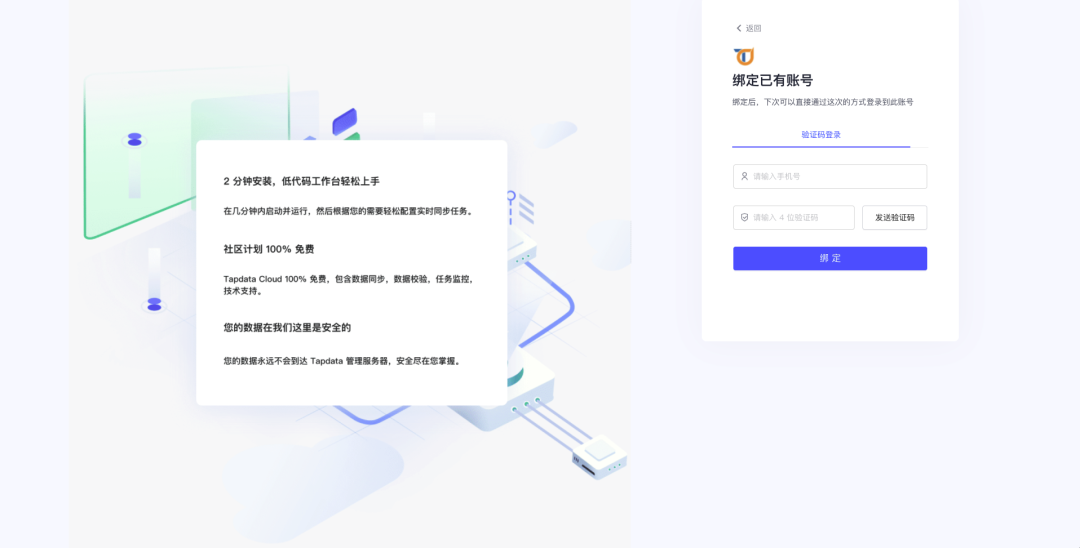 2 分钟安装，低代码工作台轻松上手
在几分钟内启动并运行，然后根据您的需要轻松配置实时同步任务。
社区计划 100% 免费
Tapdata Cloud 100% 免费，包含数据同步，数据校验，任务监控，
技术支持。
您的数据在我们这里是安全的
您的数据永远不会到达 Tapdata 管理服务器，安全尽在您掌握。
返回
绑定已有账号
绑定后，下次可以直接通过这次的方式登录到此账号
验证码登录
请输入手机号
请输入 4 位验证码
发送验证码
绑 定